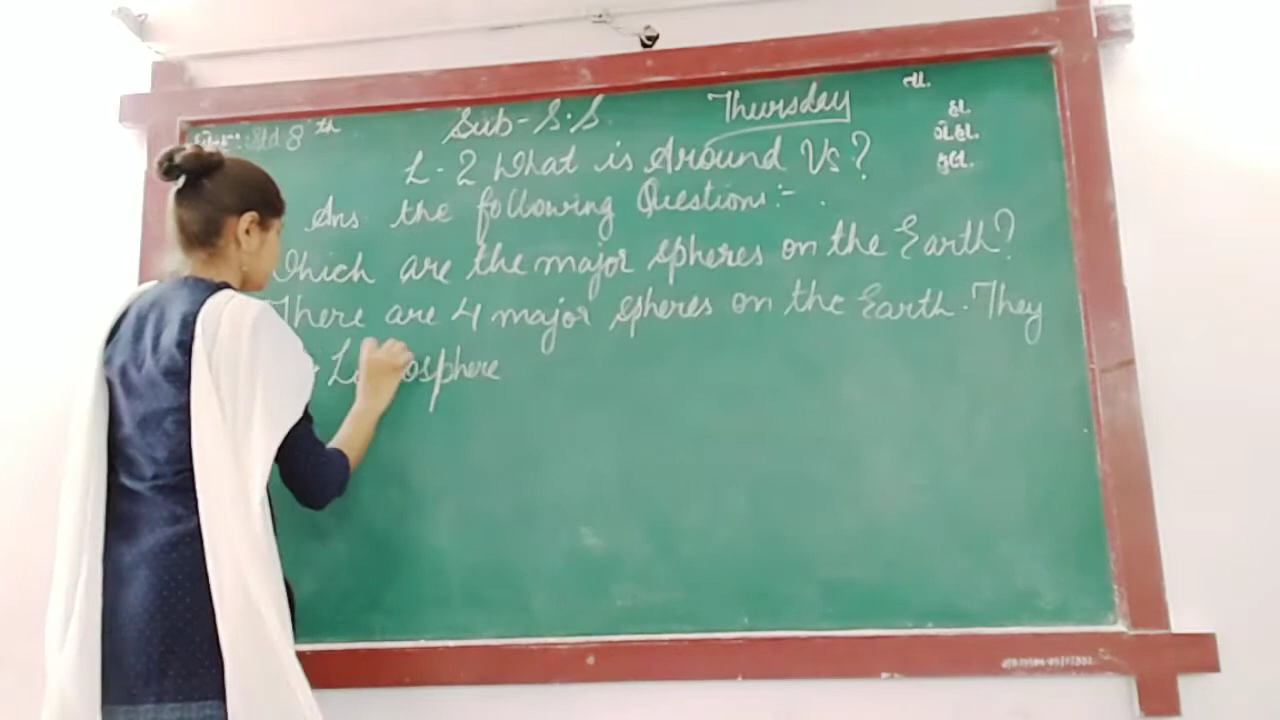 Std 8th Sub-S.S. Thursday તા.
હા.
L-2 What is Around Us? ગે.હા.
કુલ.
Ans the following Questions:-
Which are the major spheres on the Earth?
There are 4 major spheres on the Earth. They
osphere